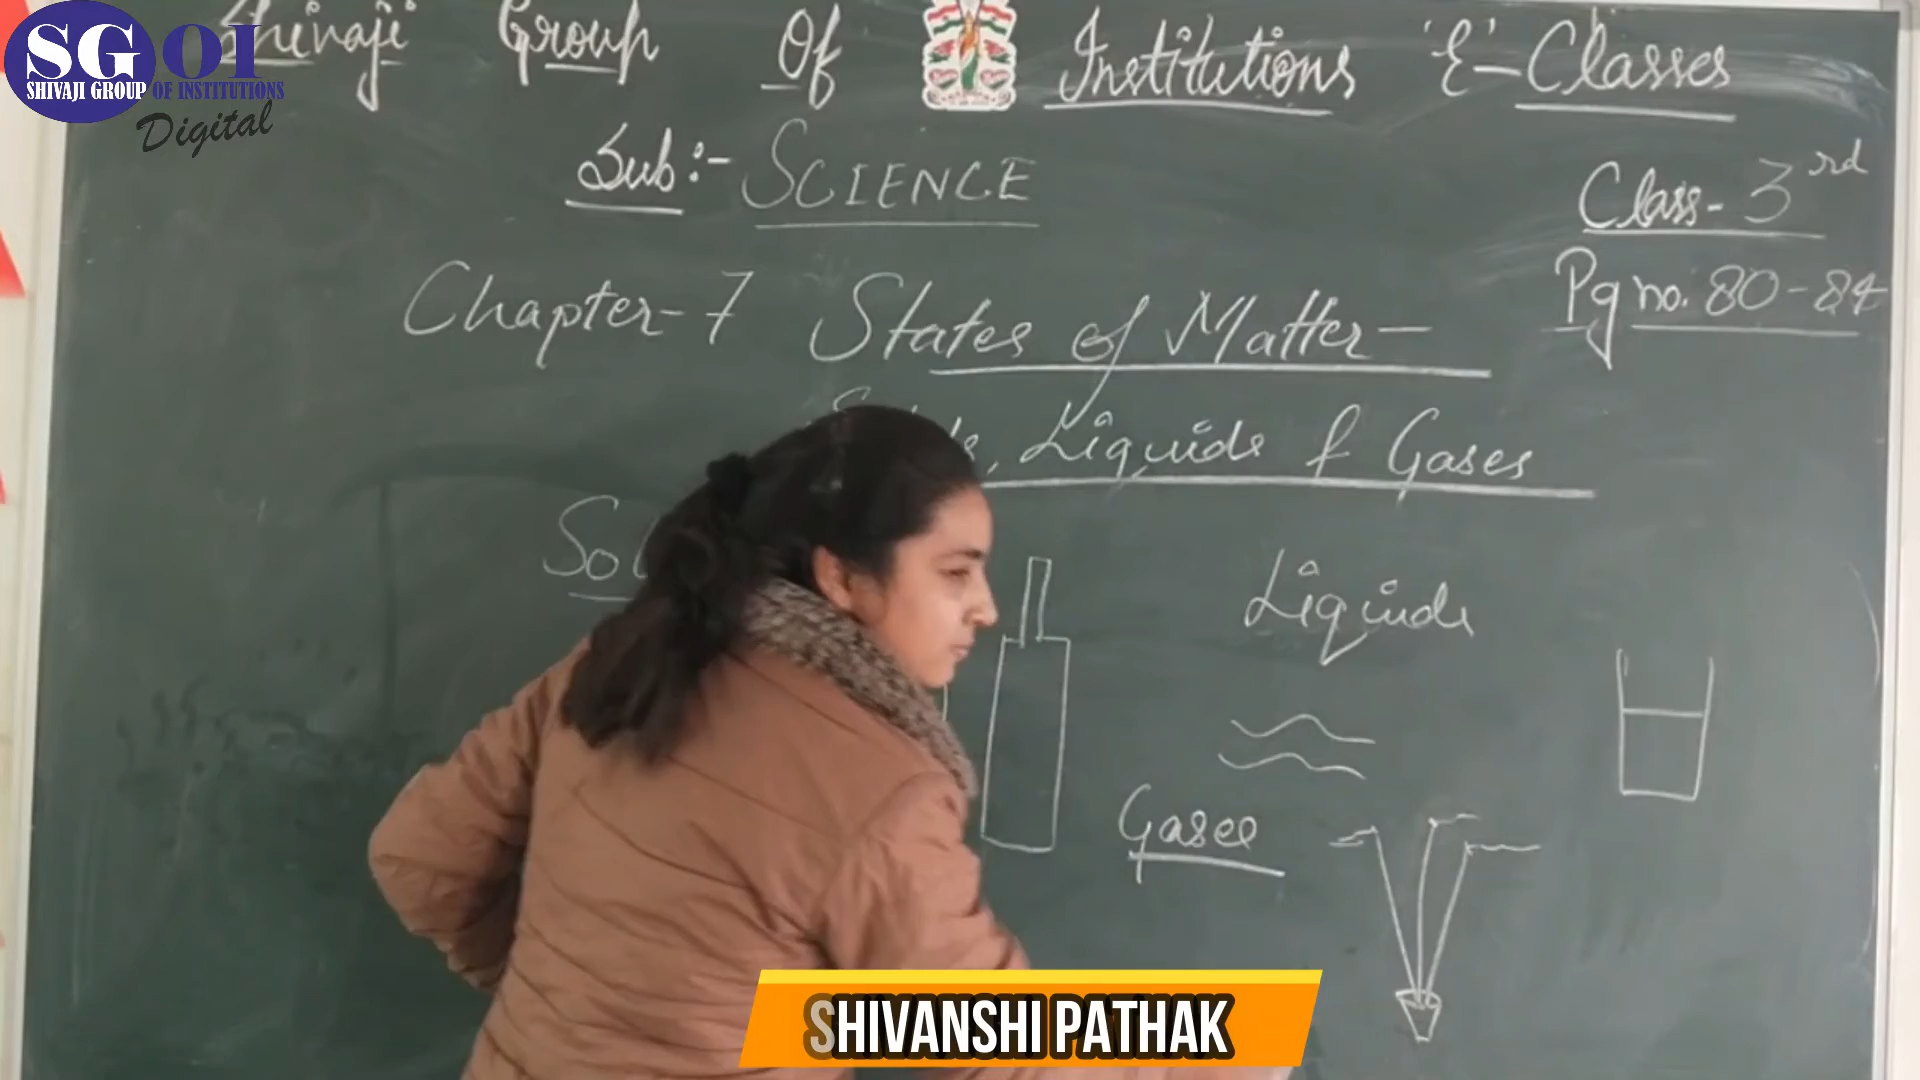 SGOI
SHIVAJI GROUP OF INSTITUTIONS
Digital
Shivaji Group Of Institutions 'E'-Classes
Sub:- SCIENCE
Class- 3rd
Pg no. 80-84
Chapter-7 States of Matter-
Liquids & Gases
Liquids
Gases
SHIVANSHI PATHAK